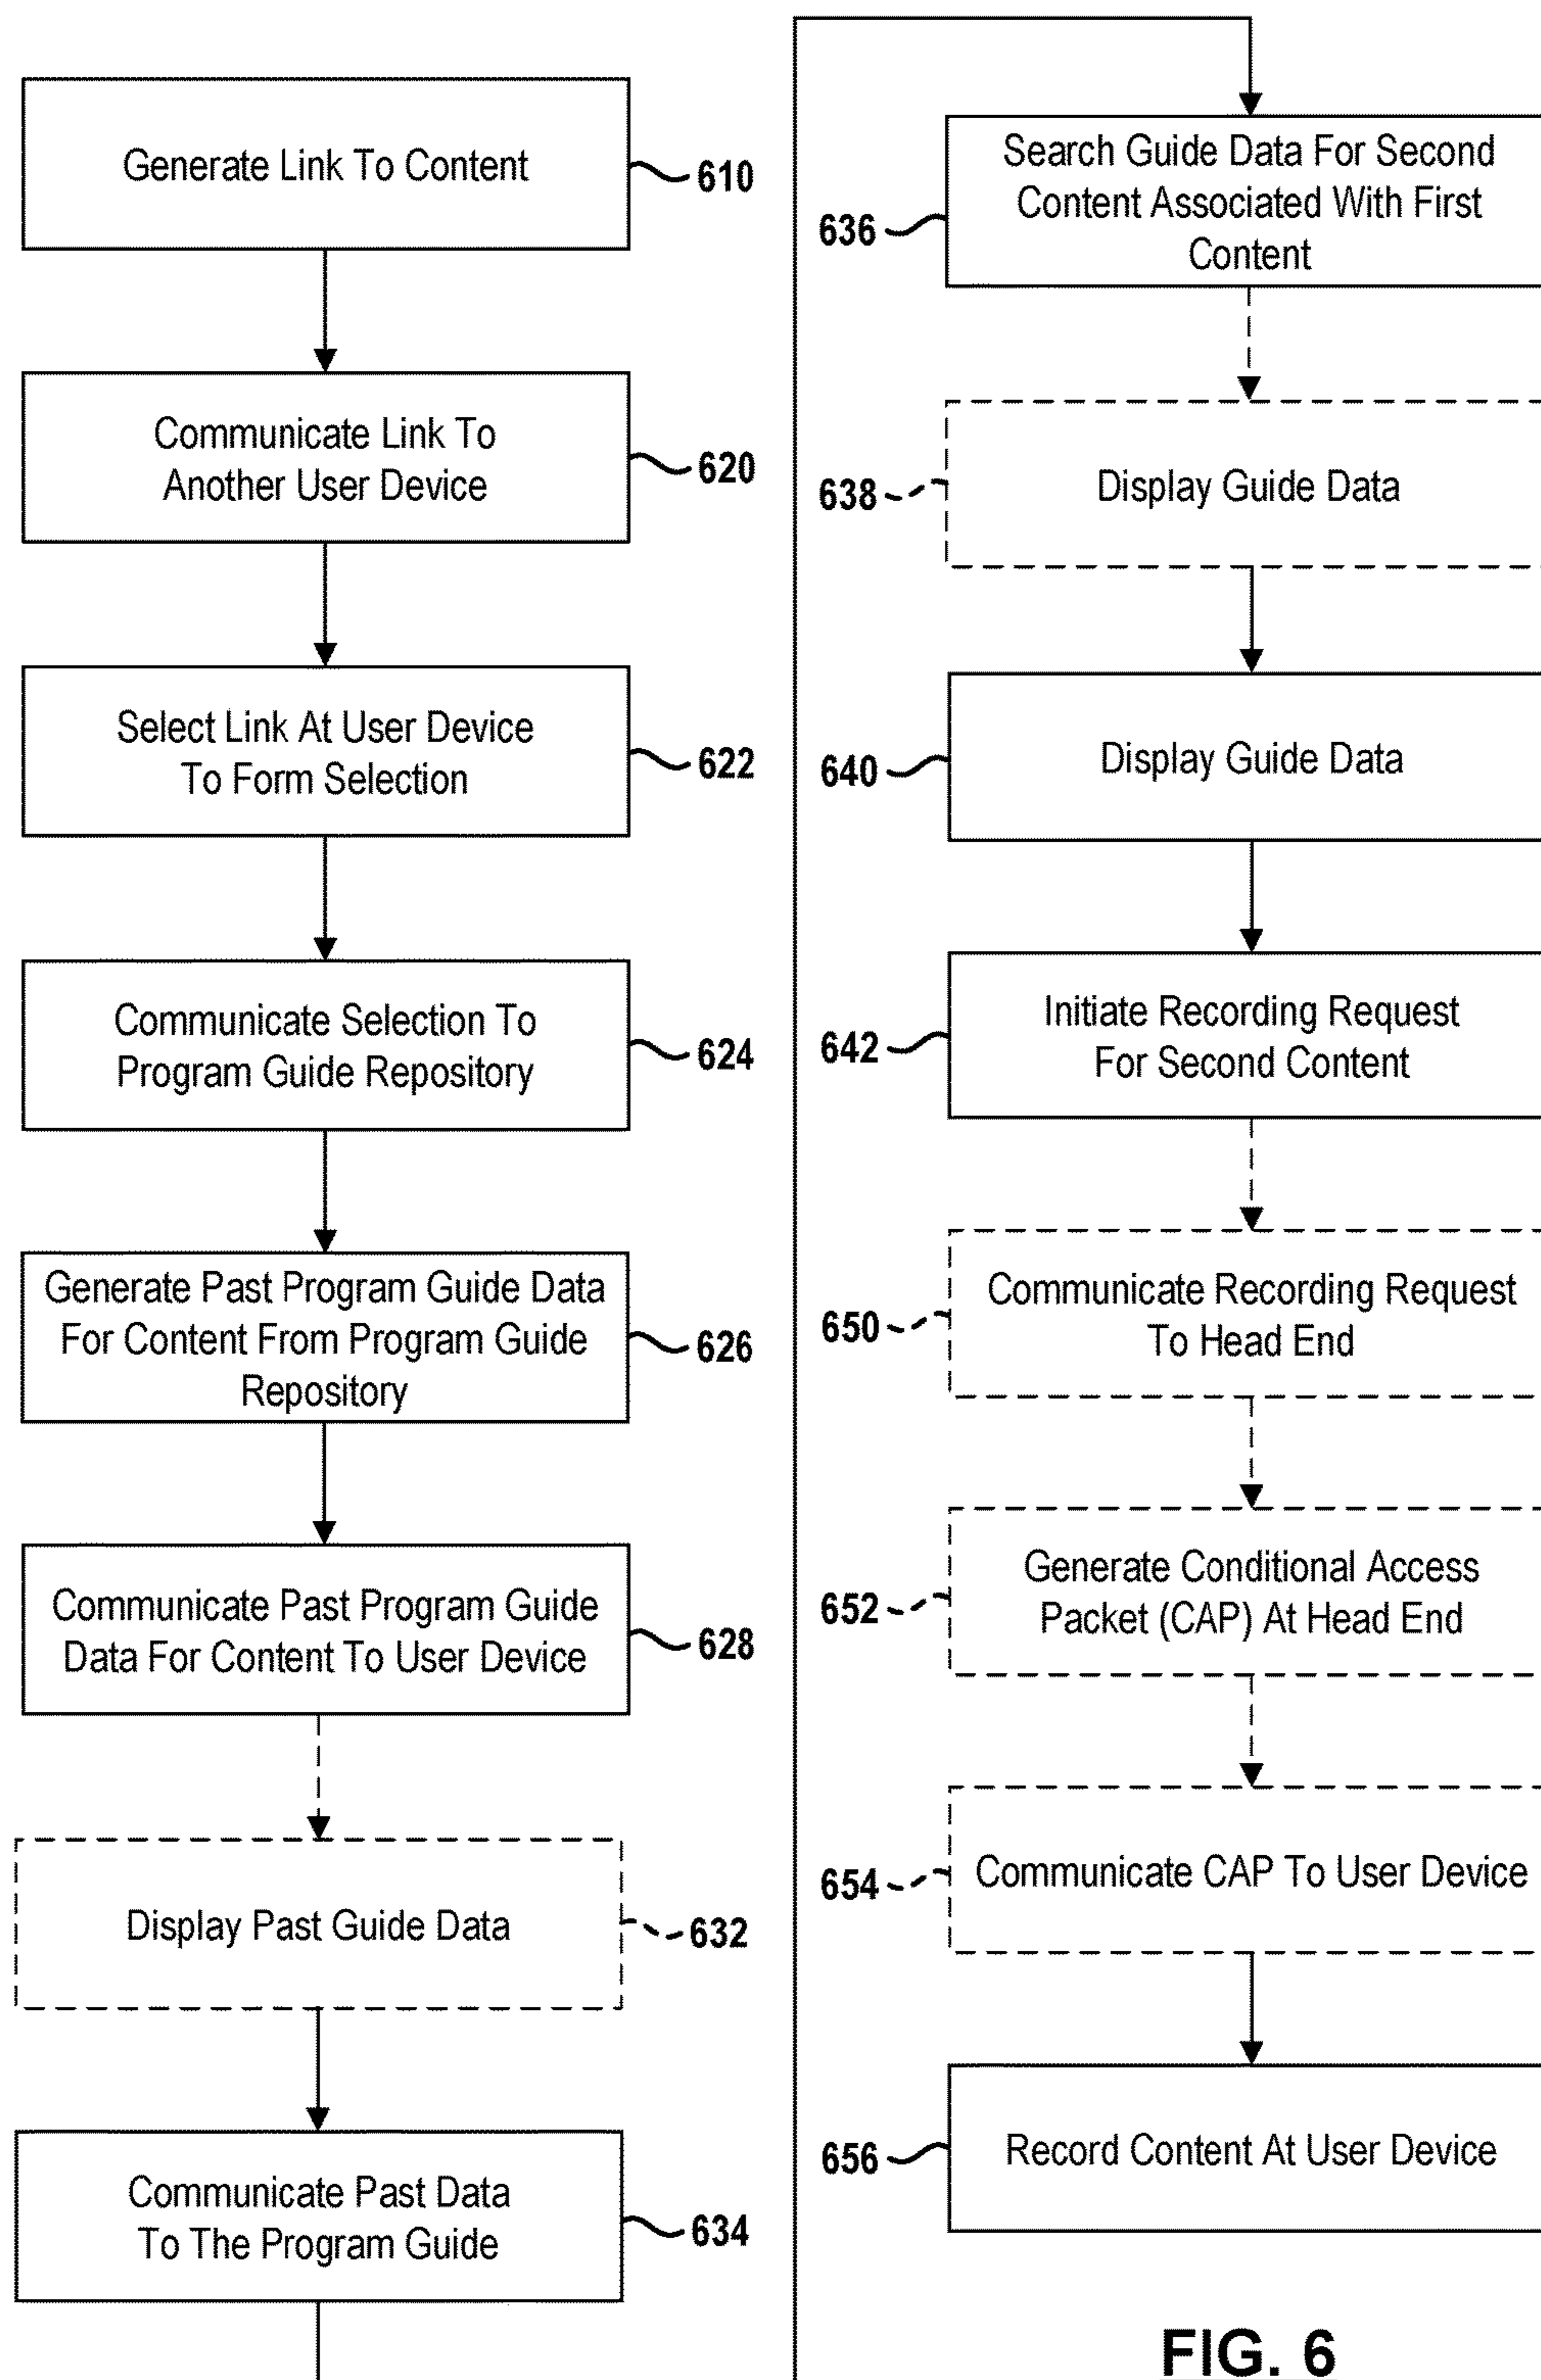 Generate Link To Content
610
Communicate Link To
Another User Device
620
Select Link At User Device
To Form Selection
622
Communicate Selection To
Program Guide Repository
624
Generate Past Program Guide Data
For Content From Program Guide
Repository
626
Communicate Past Program Guide
Data For Content To User Device
628
Display Past Guide Data
632
Communicate Past Data
To The Program Guide
634
Search Guide Data For Second
Content Associated With First
Content
636
Display Guide Data
638
Display Guide Data
640
Initiate Recording Request
For Second Content
642
Communicate Recording Request
To Head End
650
Generate Conditional Access
Packet (CAP) At Head End
652
Communicate CAP To User Device
654
Record Content At User Device
656
FIG. 6